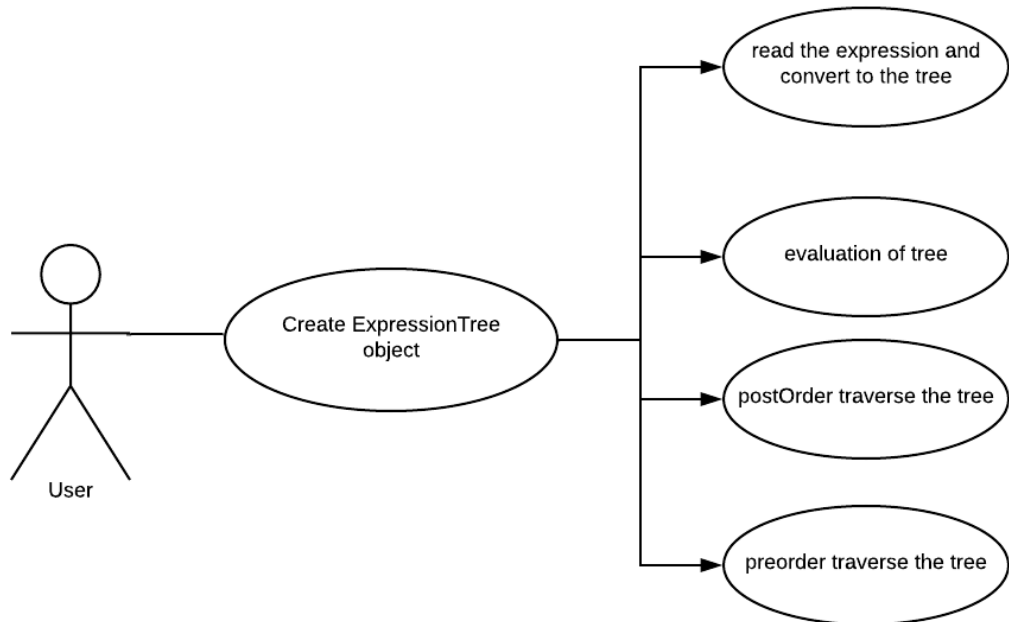 read the expression and
convert to the tree
evaluation of tree
Create ExpressionTree
object
postOrder traverse the tree
User
preorder traverse the tree